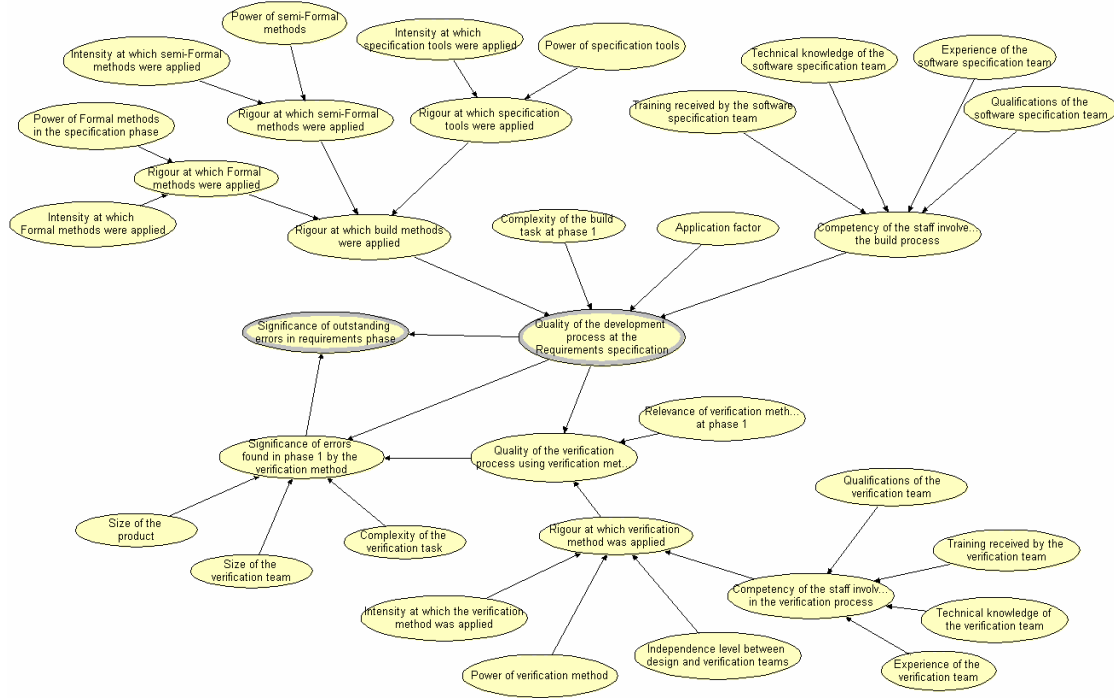 Power of semi-Formal
methods
Intensity at which
specification tools were applied
Power of specification tools
Technical knowledge of the
software specification team
Experience of the
software specification team
Intensity at which semi-Formal
methods were applied
Training received by the software
specification team
Qualifications of the
software specification team
Power of Formal methods
in the specification phase
Rigour at which semi-Formal
methods were applied
Rigour at which specification
tools were applied
Rigour at which Formal
methods were applied
Intensity at which
Formal methods were applied
Rigour at which build methods
were applied
Complexity of the build
task at phase 1
Application factor
Competency of the staff involve...
the build process
Significance of outstanding
errors in requirements phase
Quality of the development
process at the
Requirements specification
Relevance of verification meth...
at phase 1
Significance of errors
found in phase 1 by the
verification method
Quality of the verification
process using verification met...
Qualifications of the
verification team
Size of the
product
Complexity of the
verification task
Rigour at which verification
method was applied
Training received by the
verification team
Size of the
verification team
Competency of the staff involv...
in the verification process
Intensity at which the verification
method was applied
Technical knowledge of
the verification team
Independence level between
design and verification teams
Power of verification method
Experience of the
verification team